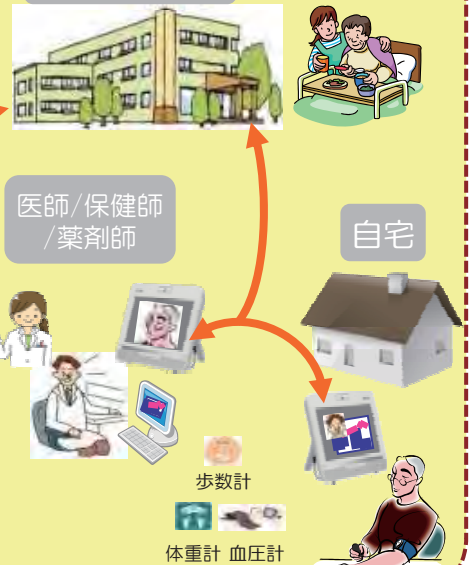 医師/保健師
/薬剤師
自宅
歩数計
体重計 血圧計